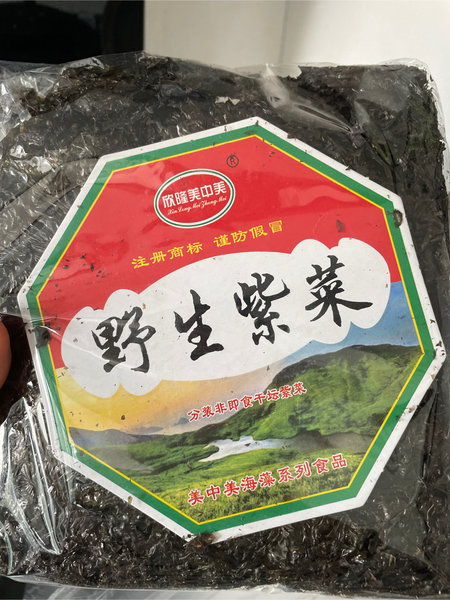 ®
欣隆美中美
Xin Long Mei Zhong Mei
注册商标 谨防假冒
野生紫菜
分装非即食干坛紫菜
美中美海藻系列食品